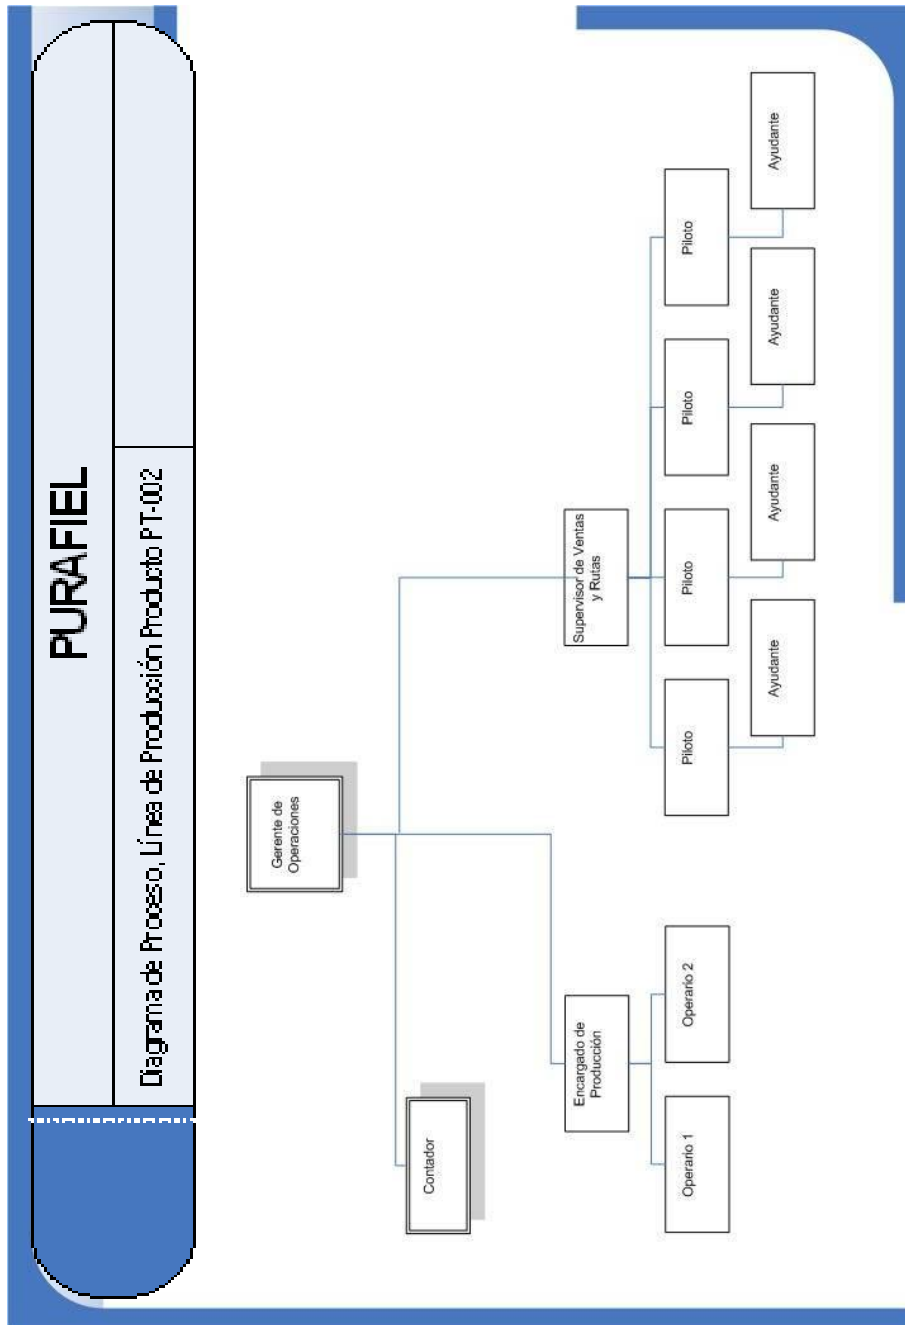 PURAFIEL
Diagrama de Proceso, Línea de Producción Producto PT-002
Gerente de
Operaciones
Contador
Encargado de
Producción
Supervisor de Ventas
y Rutas
Operario 1
Operario 2
Piloto
Piloto
Piloto
Piloto
Ayudante
Ayudante
Ayudante
Ayudante